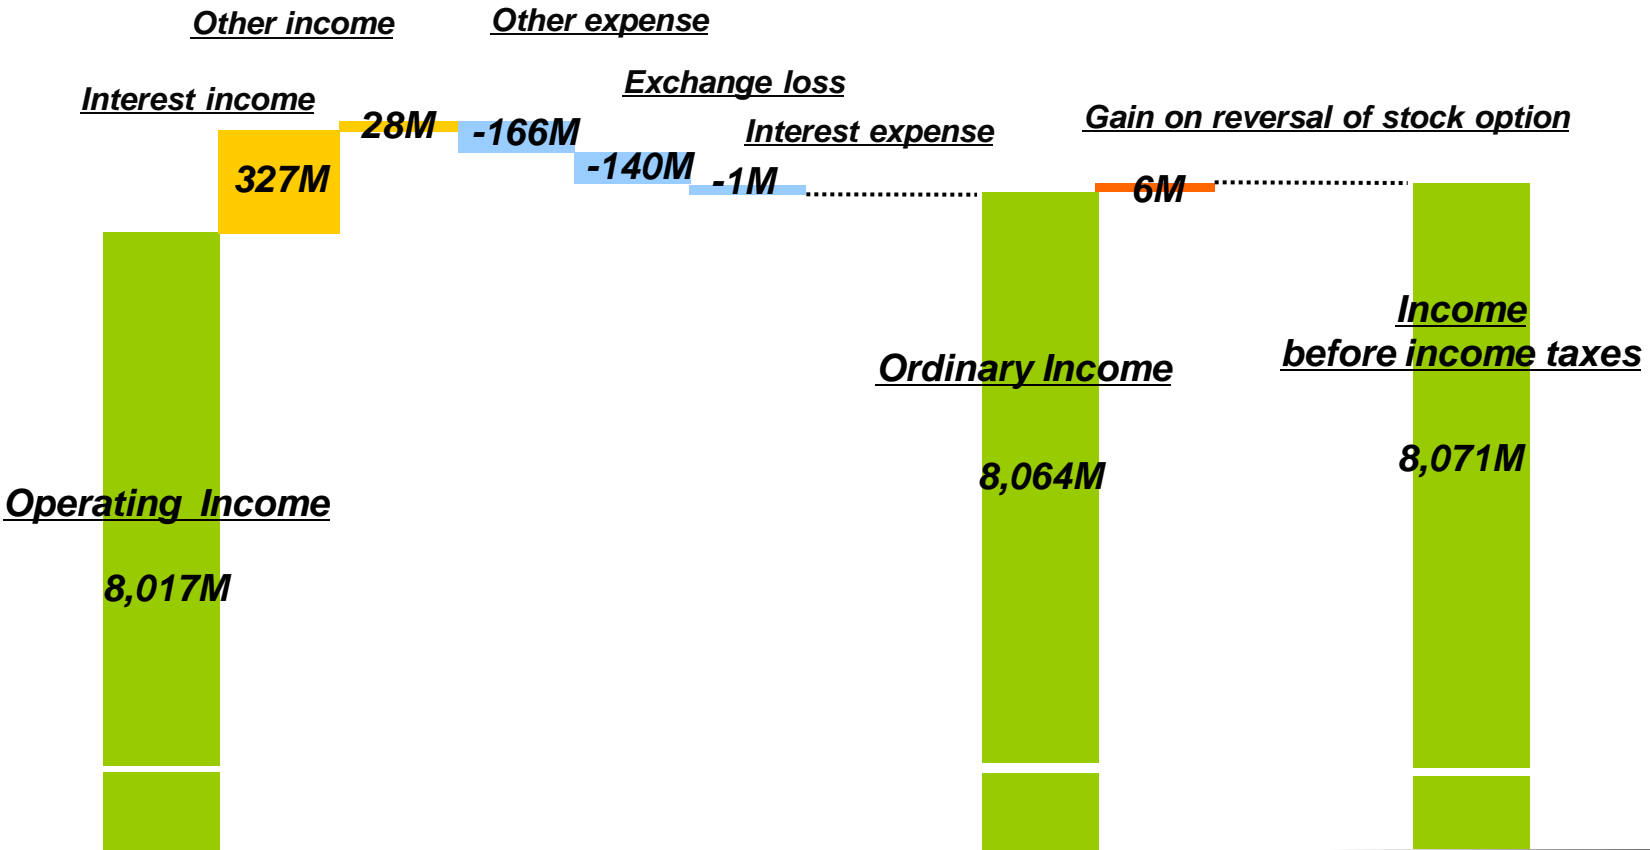 Other income
Other expense
Exchange loss
Interest income
28M
-166M
Interest expense
Gain on reversal of stock option
327M
-140M
-1M
6M
Income
before income taxes
Ordinary Income
8,071M
8,064M
Operating Income
8,017M